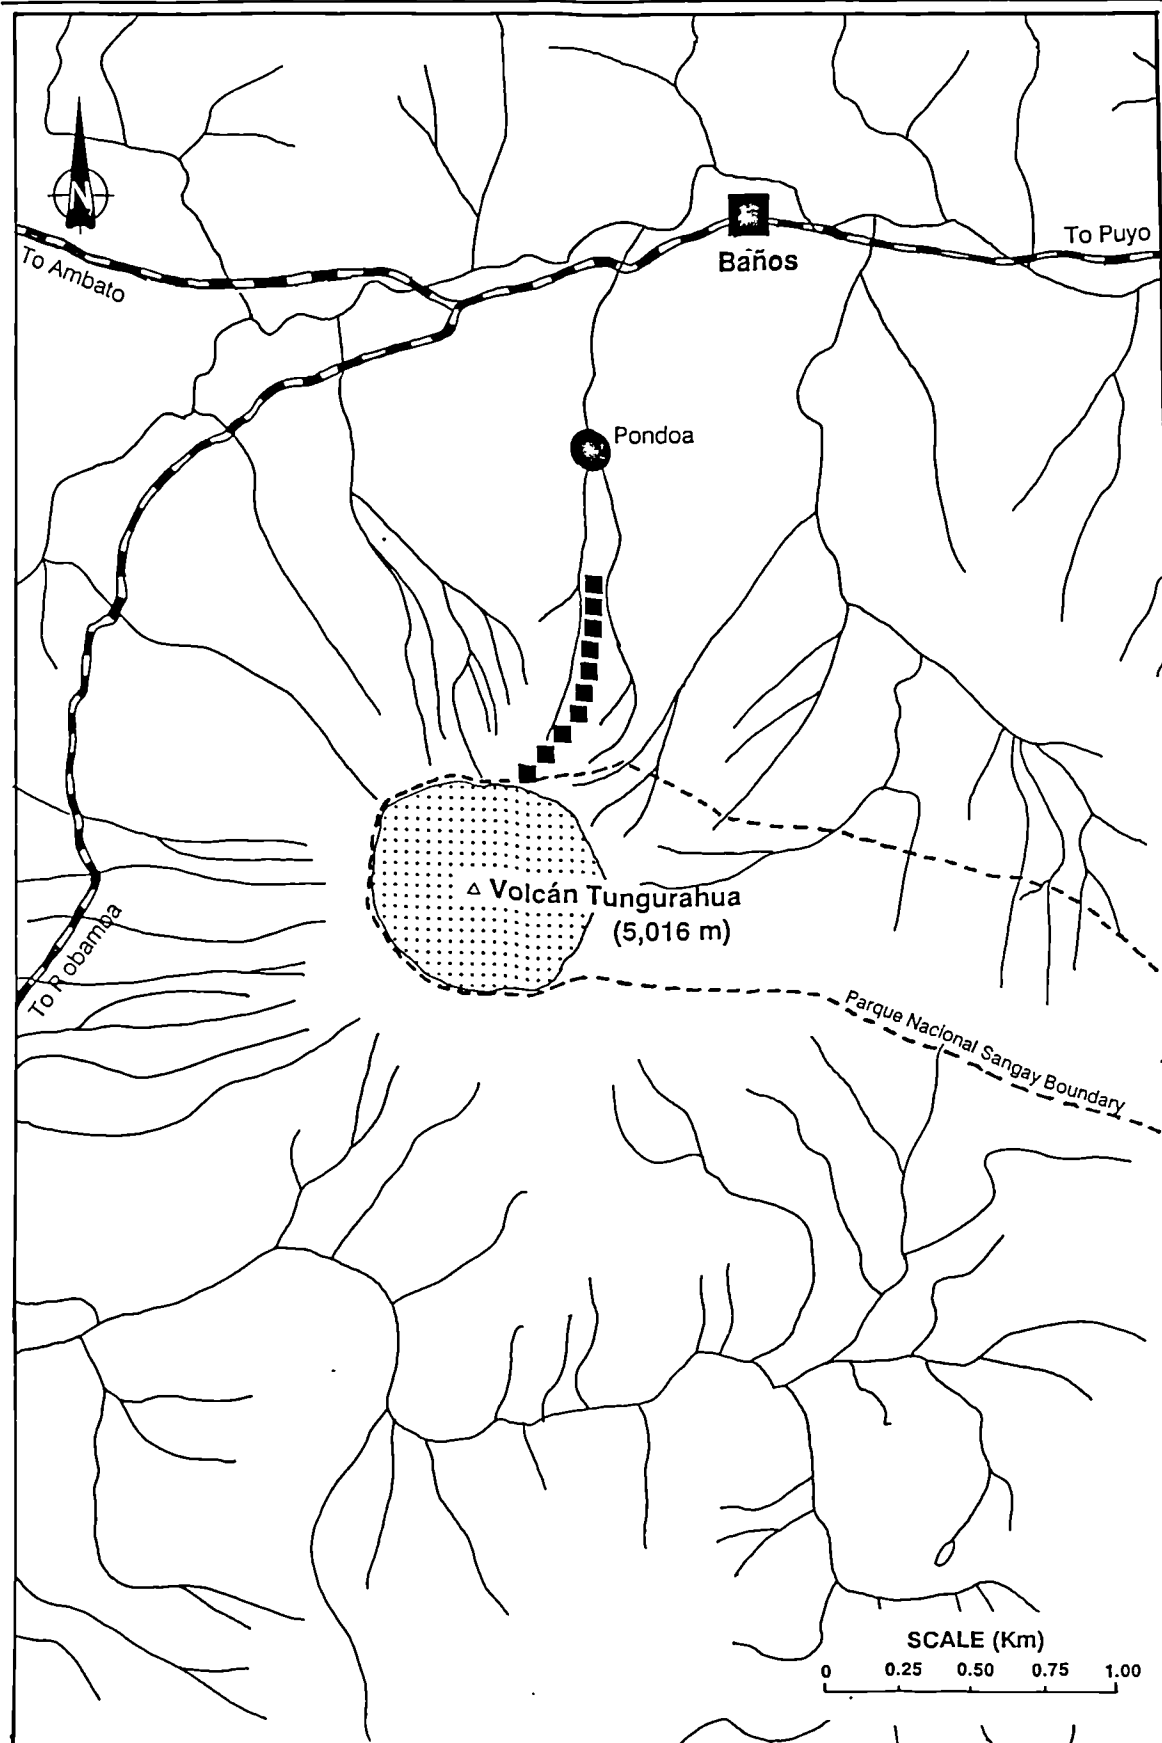 N
To Ambato
Baños
To Puyo
Pondoa
Volcán Tungurahua
(5,016 m)
To Robamba
Parque Nacional Sangay Boundary
SCALE (Km)
0 0.25 0.50 0.75 1.00